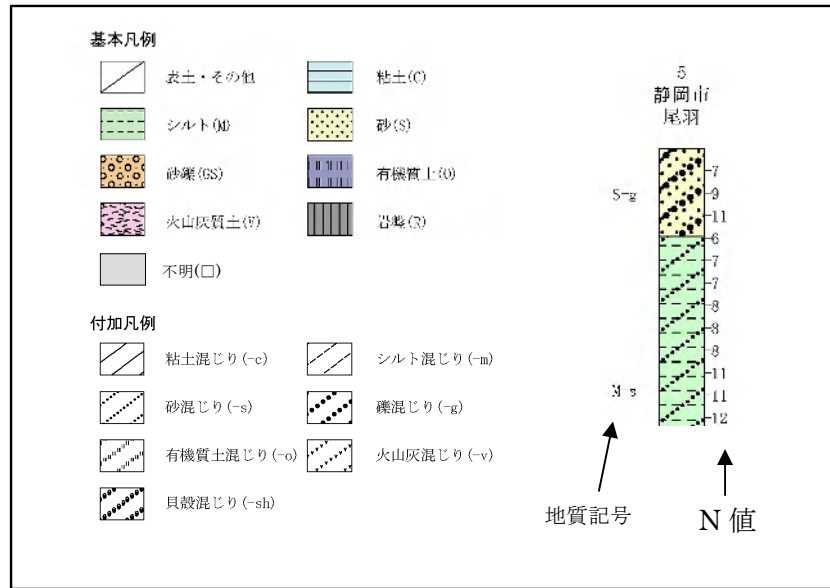 基本凡例
表土・その他
粘土(C)
シルト(M)
砂(S)
砂礫(GS)
有機質土(O)
火山灰質土(V)
岩盤(R)
不明(□)
付加凡例
粘土混じり(-c)
シルト混じり(-m)
砂混じり(-s)
礫混じり(-g)
有機質土混じり(-o)
火山灰混じり(-v)
貝殻混じり(-sh)
5
静岡市
尾羽
S-g
7
9
11
6
7
7
8
8
8
11
M-s
11
12
地質記号
N 値